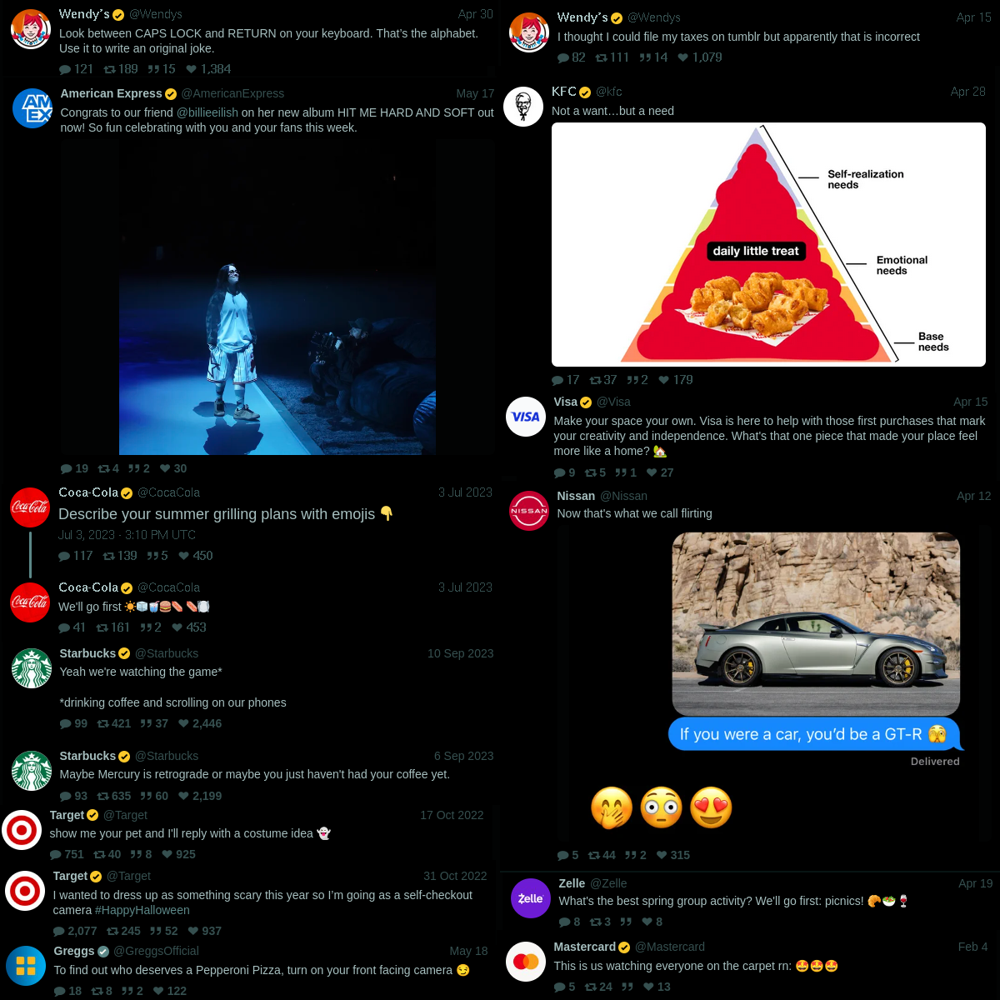 Wendy's @Wendys Apr 30
Look between CAPS LOCK and RETURN on your keyboard. That's the alphabet.
Use it to write an original joke.
121 189 15 1,384
AM
EX
American Express @AmericanExpress May 17
Congrats to our friend @billieeilish on her new album HIT ME HARD AND SOFT out
now! So fun celebrating with you and your fans this week.
19 4 2 30
Coca-Cola
Coca-Cola @CocaCola 3 Jul 2023
Describe your summer grilling plans with emojis 👇
Jul 3, 2023 · 3:10 PM UTC
117 139 5 450
Coca-Cola
Coca-Cola @CocaCola 3 Jul 2023
We'll go first ☀️🧊🥤🍔🌭 🌭🍽️
41 161 2 453
Starbucks @Starbucks 10 Sep 2023
Yeah we're watching the game*
*drinking coffee and scrolling on our phones
99 421 37 2,446
Starbucks @Starbucks 6 Sep 2023
Maybe Mercury is retrograde or maybe you just haven't had your coffee yet.
93 635 60 2,199
Target @Target 17 Oct 2022
show me your pet and I'll reply with a costume idea 👻
751 40 8 925
Target @Target 31 Oct 2022
I wanted to dress up as something scary this year so I'm going as a self-checkout
camera #HappyHalloween
2,077 245 52 937
Greggs @GreggsOfficial May 18
To find out who deserves a Pepperoni Pizza, turn on your front facing camera 😏
18 8 2 122
Wendy's @Wendys Apr 15
I thought I could file my taxes on tumblr but apparently that is incorrect
82 111 14 1,079
KFC @kfc Apr 28
Not a want…but a need
Self-realization
needs
daily little treat
Emotional
needs
Base
needs
17 37 2 179
VISA
Visa @Visa Apr 15
Make your space your own. Visa is here to help with those first purchases that mark
your creativity and independence. What's that one piece that made your place feel
more like a home? 🏡
9 5 1 27
NISSAN
Nissan @Nissan Apr 12
Now that's what we call flirting
If you were a car, you'd be a GT-R 🫣
Delivered
🤭😳😍
5 44 2 315
Zelle
Zelle @Zelle Apr 19
What's the best spring group activity? We'll go first: picnics! 🥐🥗🍷
8 3 8
Mastercard @Mastercard Feb 4
This is us watching everyone on the carpet rn: 🤩🤩🤩
5 24 13